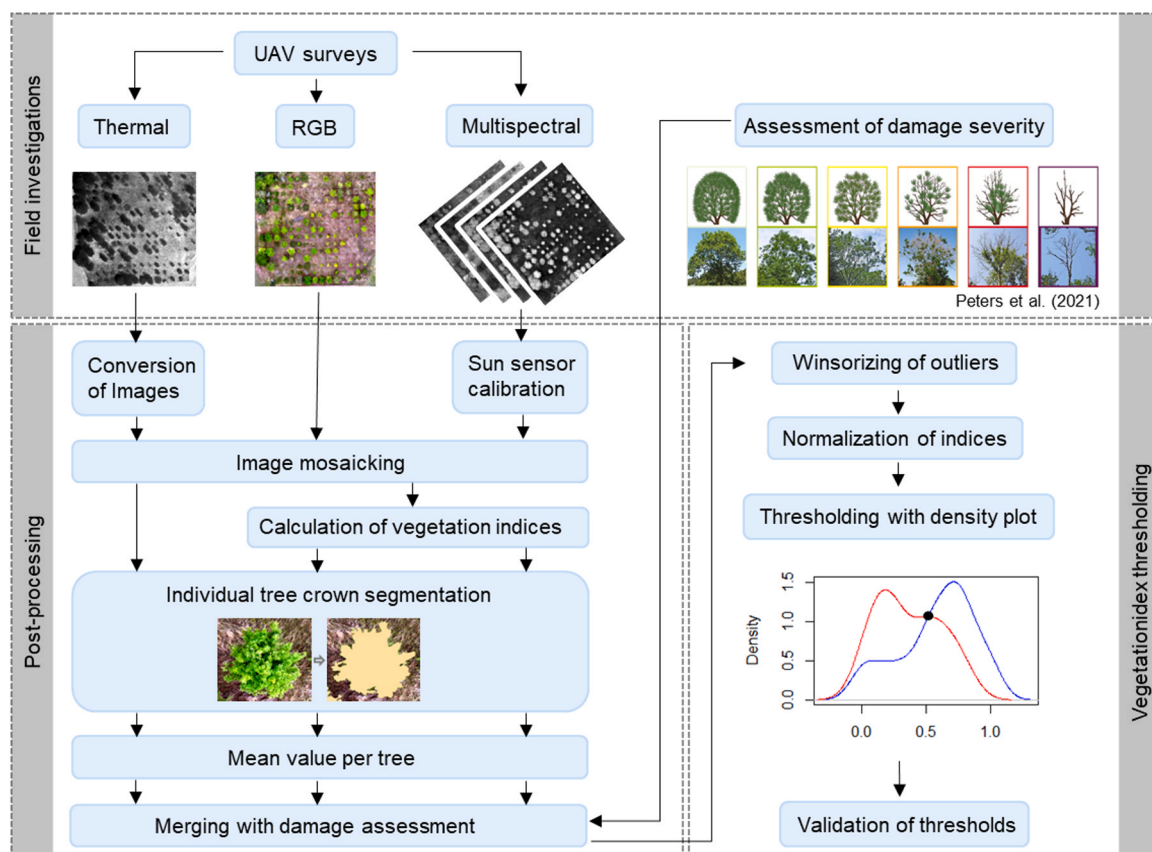 Field investigations
UAV surveys
Thermal
RGB
Multispectral
Assessment of damage severity
Peters et al. (2021)
Post-processing
Conversion
of Images
Sun sensor
calibration
Image mosaicking
Calculation of vegetation indices
Individual tree crown segmentation
Mean value per tree
Merging with damage assessment
Vegetationidex thresholding
Winsorizing of outliers
Normalization of indices
Thresholding with density plot
Density
1.5
1.0
0.5
0.0
0.0 0.5 1.0
Validation of thresholds